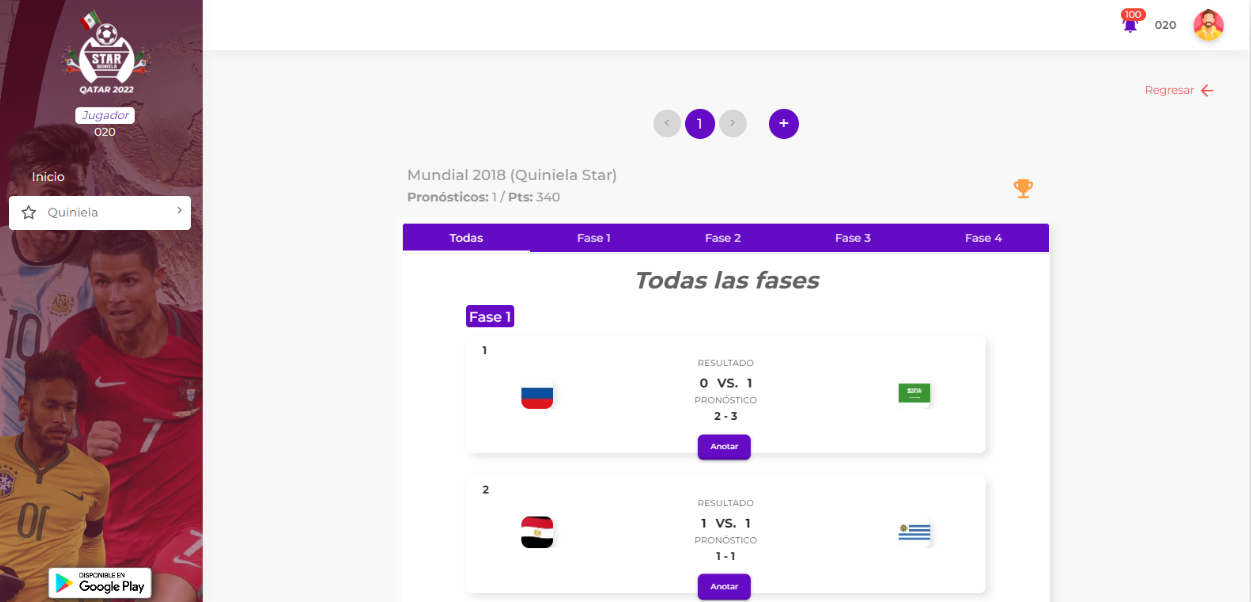 STAR
QUINIELA
QATAR 2022
Jugador
020
Inicio
Quiniela
DISPONIBLE EN
Google Play
100
020
Regresar
1
+
Mundial 2018 (Quiniela Star)
Pronósticos: 1 / Pts: 340
Todas Fase 1 Fase 2 Fase 3 Fase 4
Todas las fases
Fase 1
1
RESULTADO
0 VS. 1
PRONÓSTICO
2 - 3
Anotar
2
RESULTADO
1 VS. 1
PRONÓSTICO
1 - 1
Anotar